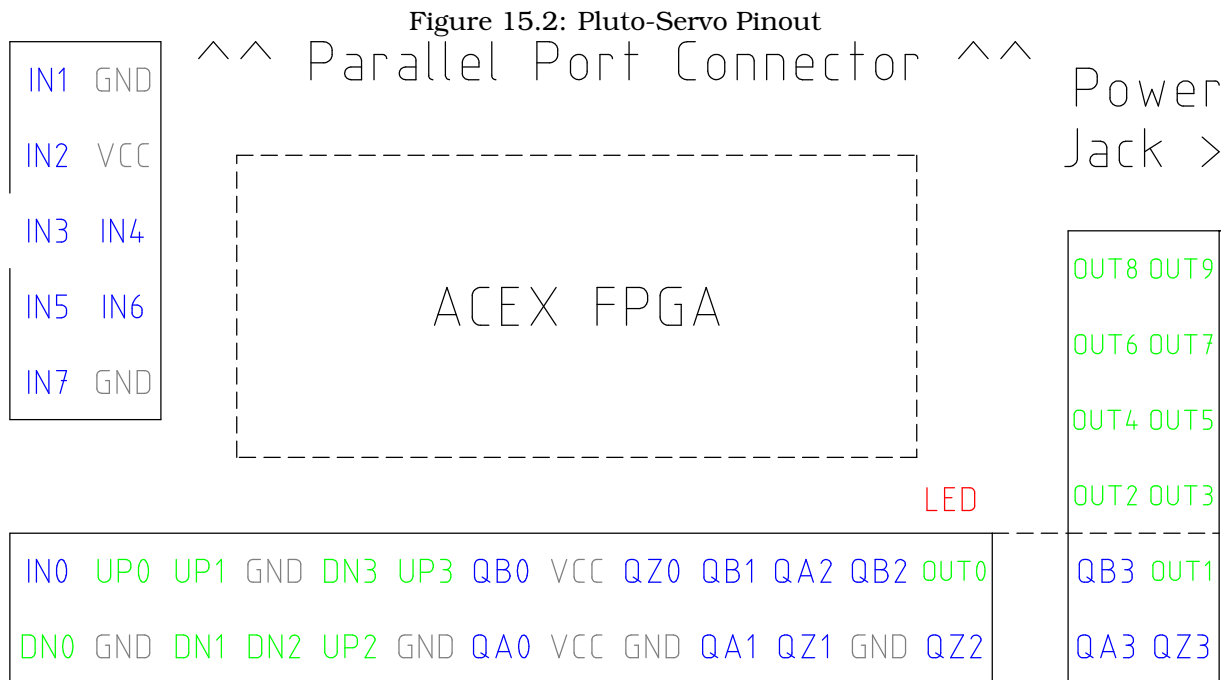 Figure 15.2: Pluto-Servo Pinout
^^ Parallel Port Connector ^^
Power
Jack >
IN1 GND
IN2 VCC
IN3 IN4
IN5 IN6
IN7 GND
ACEX FPGA
OUT8 OUT9
OUT6 OUT7
OUT4 OUT5
OUT2 OUT3
LED
IN0 UP0 UP1 GND DN3 UP3 QB0 VCC QZ0 QB1 QA2 QB2 OUT0 QB3 OUT1
DN0 GND DN1 DN2 UP2 GND QA0 VCC GND QA1 QZ1 GND QZ2 QA3 QZ3